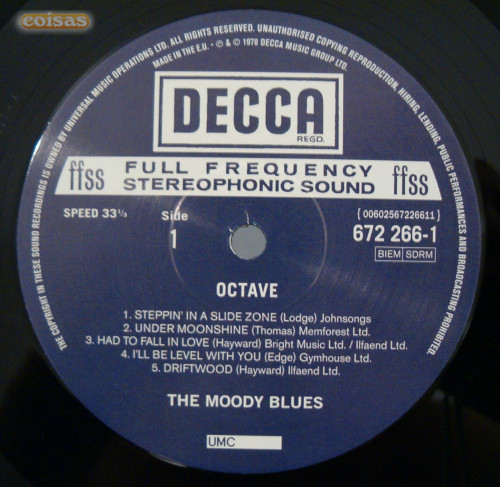 coisas
THE COPYRIGHT IN THESE SOUND RECORDINGS IS OWNED BY UNIVERSAL MUSIC OPERATIONS LTD. ALL RIGHTS RESERVED. UNAUTHORISED COPYING REPRODUCTION, HIRING, LENDING, PUBLIC PERFORMANCES AND BROADCASTING PROHIBITED.
MADE IN THE E.U. • ℗ & © 1978 DECCA MUSIC GROUP LTD.
DECCA
REGD.
ffss FULL FREQUENCY ffss
STEREOPHONIC SOUND
SPEED 33⅓ Side { 00602567226611 }
1 672 266-1
BIEM SDRM
OCTAVE
1. STEPPIN' IN A SLIDE ZONE (Lodge) Johnsongs
2. UNDER MOONSHINE (Thomas) Memforest Ltd.
3. HAD TO FALL IN LOVE (Hayward) Bright Music Ltd. / Ilfaend Ltd.
4. I'LL BE LEVEL WITH YOU (Edge) Gymhouse Ltd.
5. DRIFTWOOD (Hayward) Ilfaend Ltd.
THE MOODY BLUES
UMC